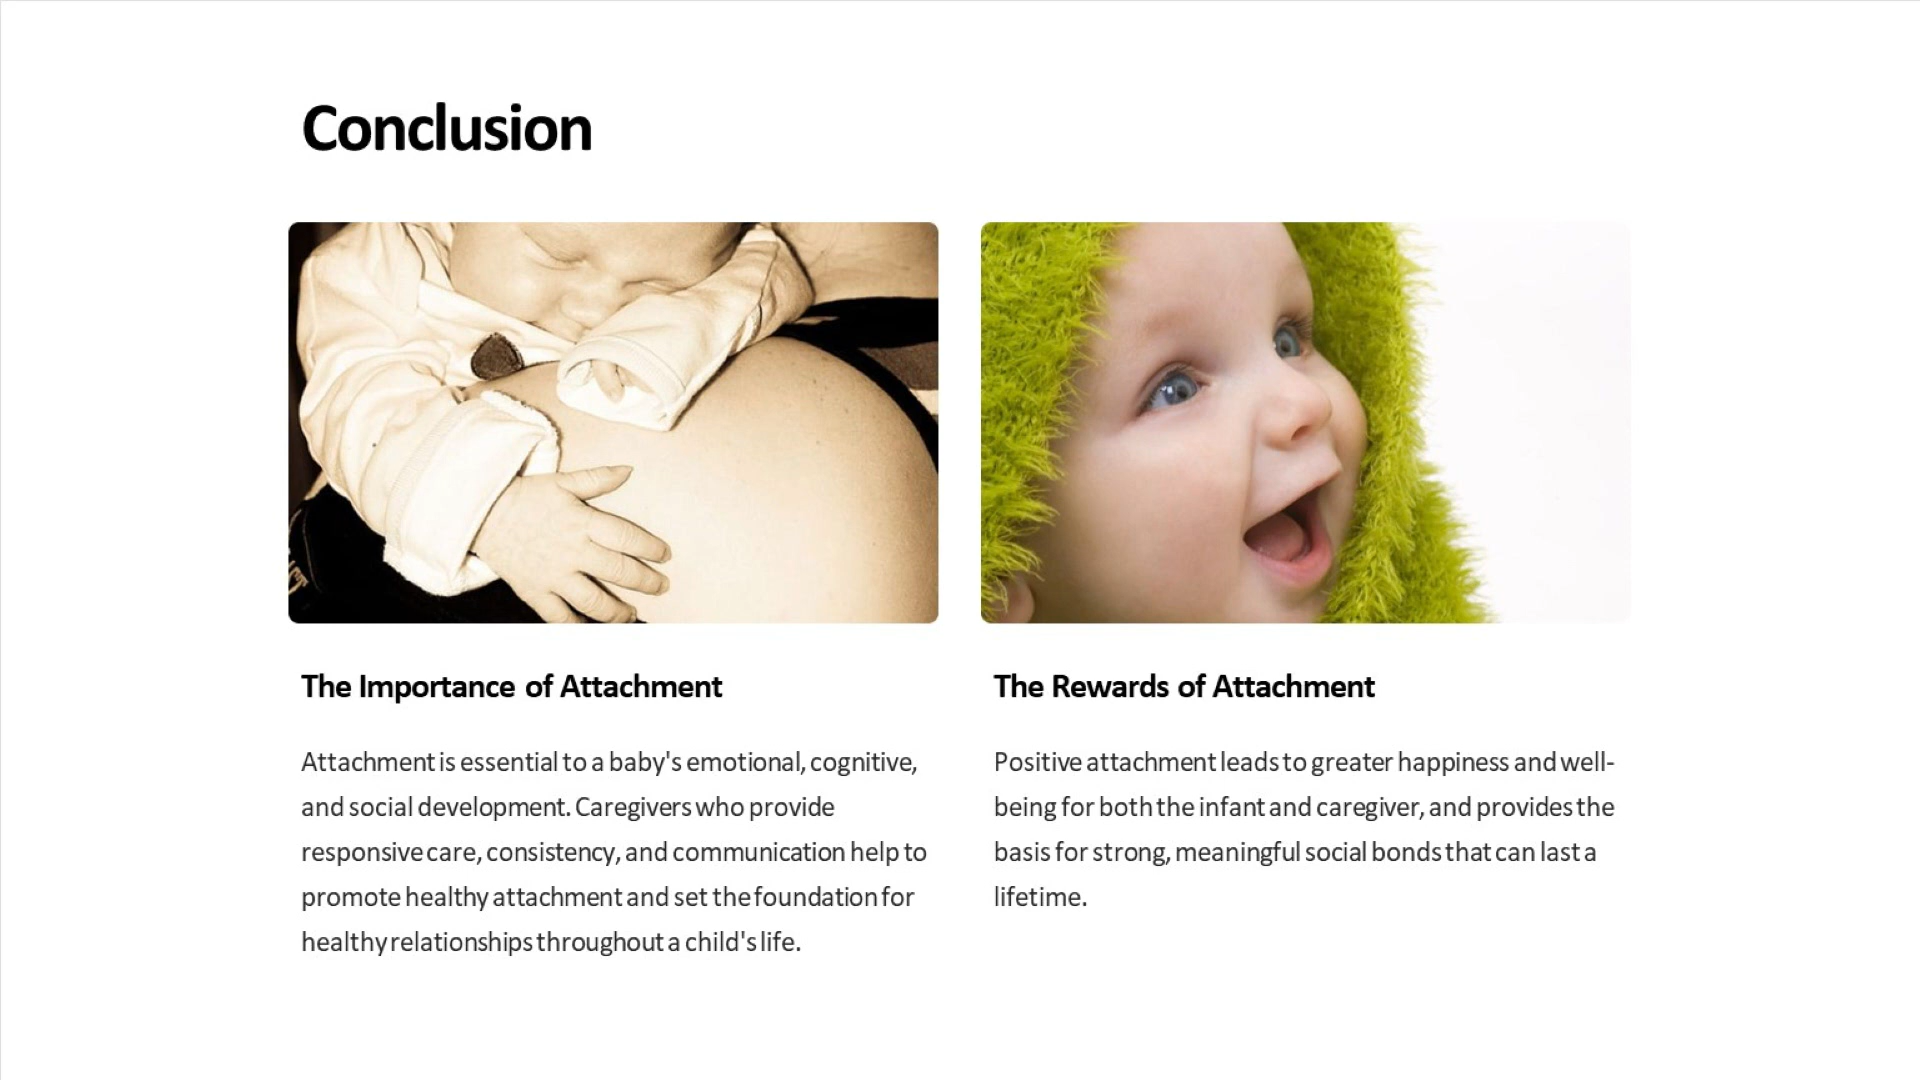 Conclusion
The Importance of Attachment
Attachment is essential to a baby's emotional, cognitive,
and social development. Caregivers who provide
responsive care, consistency, and communication help to
promote healthy attachment and set the foundation for
healthy relationships throughout a child's life.
The Rewards of Attachment
Positive attachment leads to greater happiness and well-
being for both the infant and caregiver, and provides the
basis for strong, meaningful social bonds that can last a
lifetime.